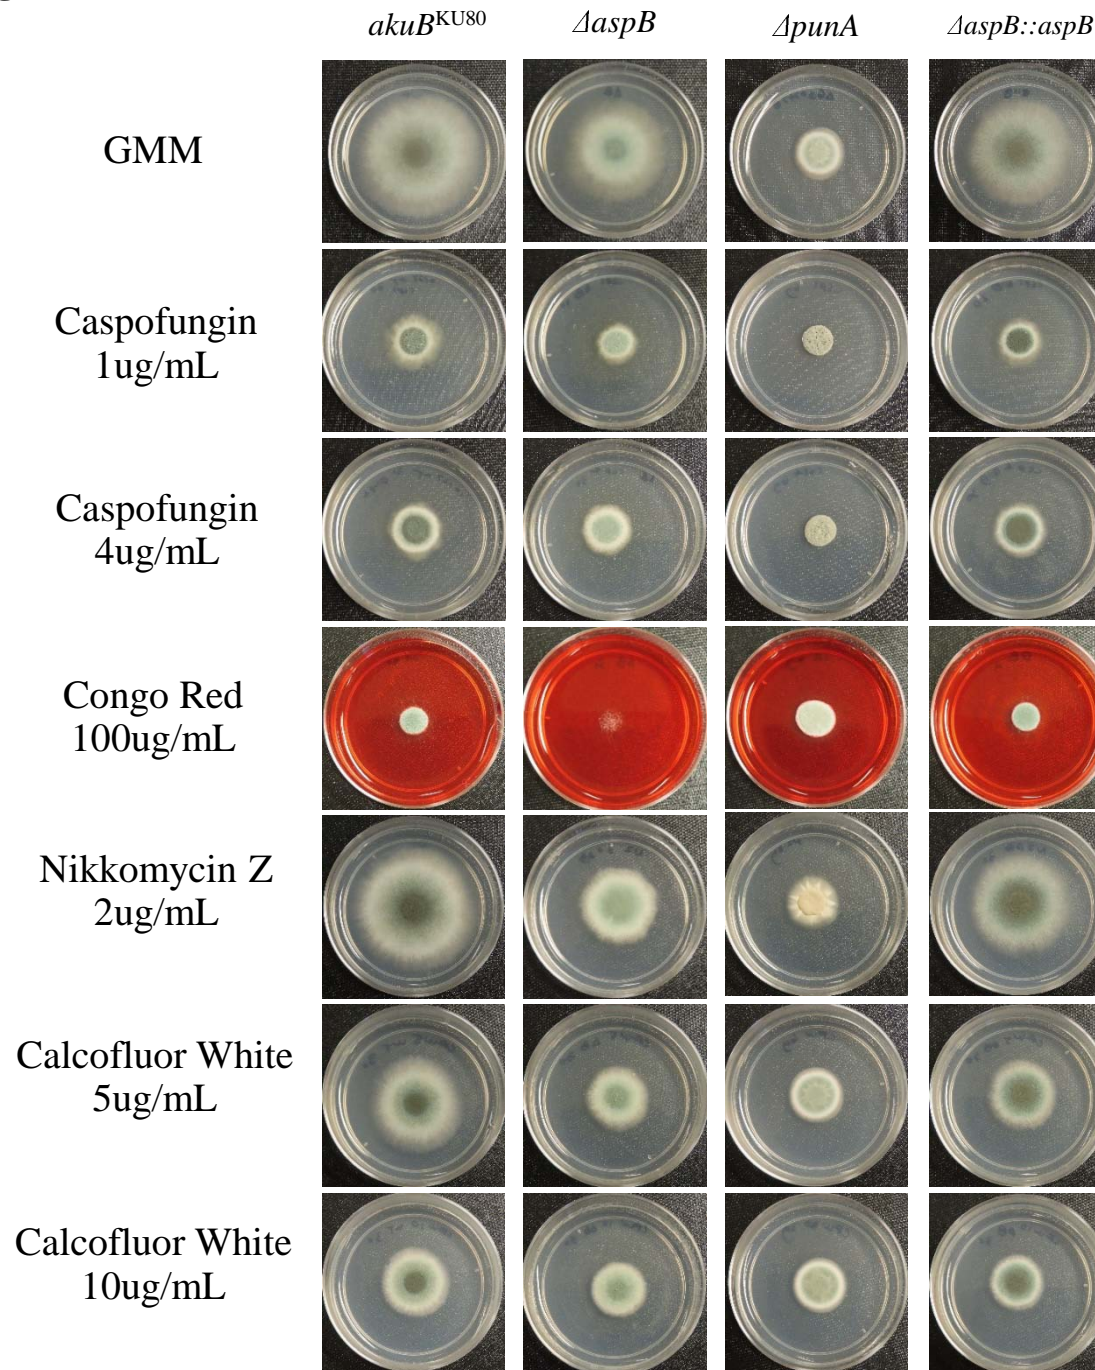 akuB^KU80 ΔaspB ΔpunA ΔaspB::aspB
GMM
Caspofungin
1ug/mL
Caspofungin
4ug/mL
Congo Red
100ug/mL
Nikkomycin Z
2ug/mL
Calcofluor White
5ug/mL
Calcofluor White
10ug/mL